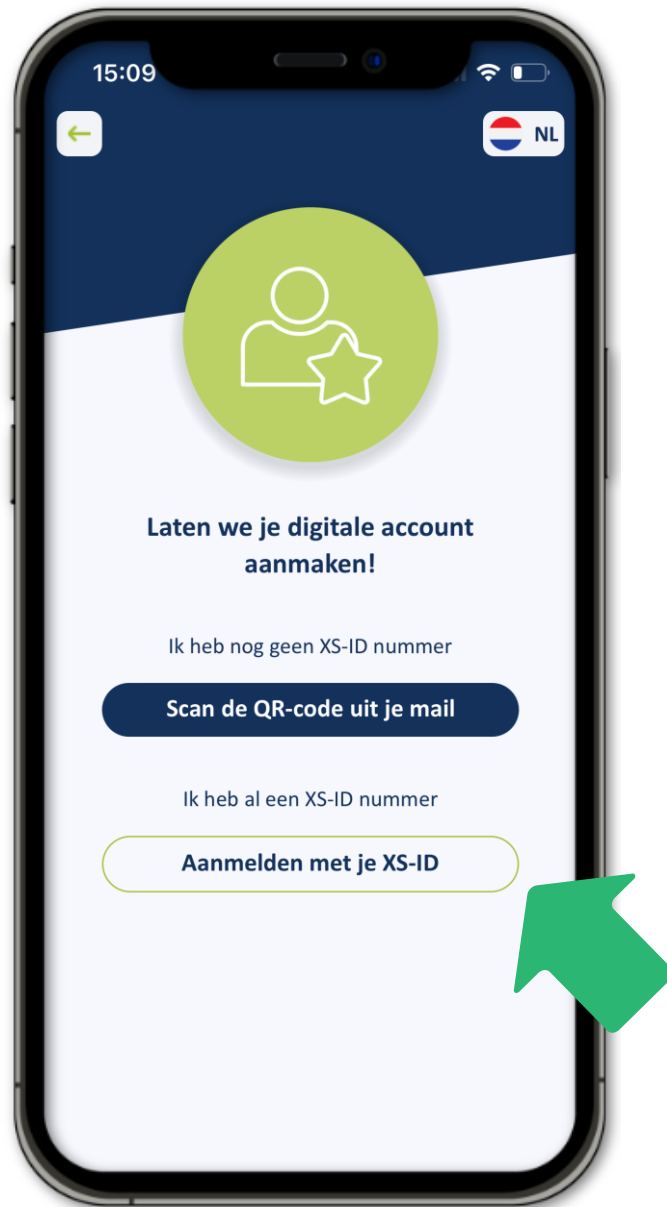 15:09
NL
Laten we je digitale account
aanmaken!
Ik heb nog geen XS-ID nummer
Scan de QR-code uit je mail
Ik heb al een XS-ID nummer
Aanmelden met je XS-ID